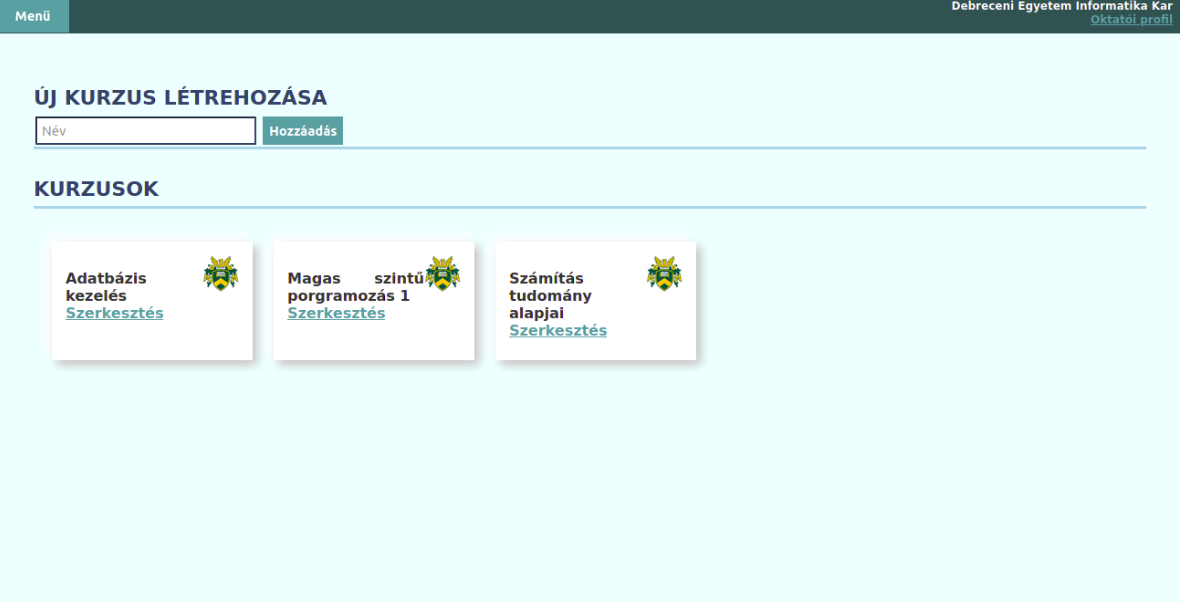 Menü
Debreceni Egyetem Informatika Kar
Oktatói profil
ÚJ KURZUS LÉTREHOZÁSA
Név
Hozzáadás
KURZUSOK
Adatbázis
kezelés
Szerkesztés
Magas szintű
porgramozás 1
Szerkesztés
Számítás
tudomány
alapjai
Szerkesztés